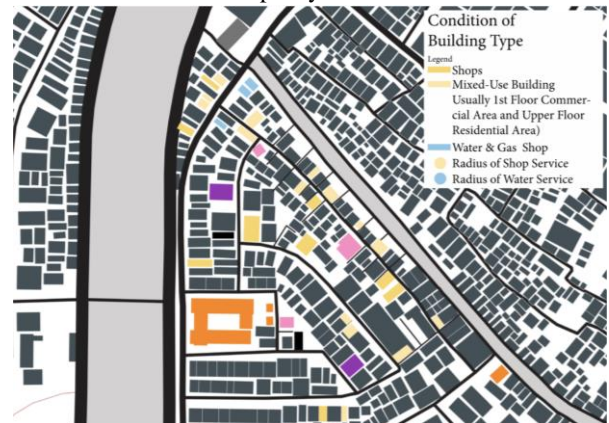 Condition of
Building Type
Legend
Shops
Mixed-Use Building
Usually 1st Floor Commer-
cial Area and Upper Floor
Residential Area)
Water & Gas Shop
Radius of Shop Service
Radius of Water Service